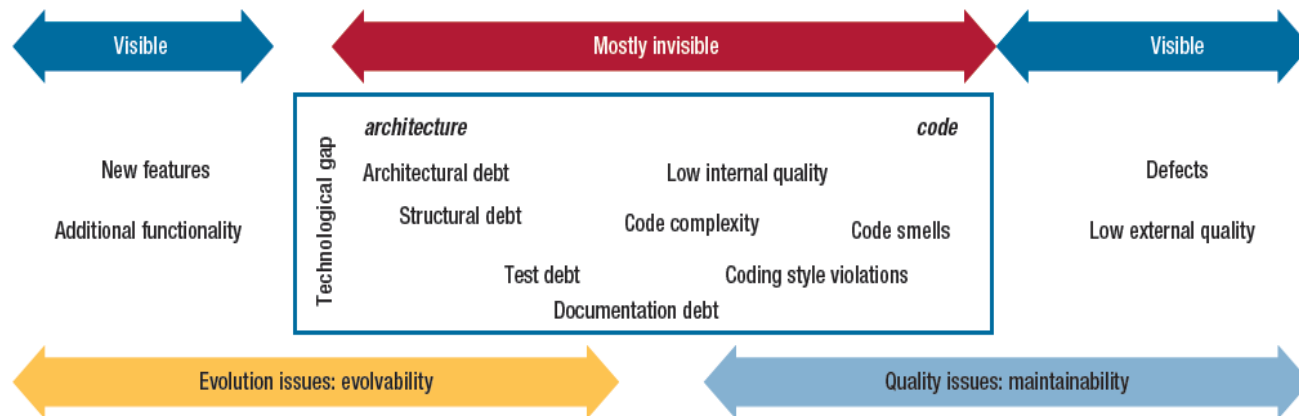 Visible
Mostly invisible
Visible
Technological gap
architecture
code
New features
Architectural debt
Low internal quality
Defects
Structural debt
Code complexity
Code smells
Additional functionality
Low external quality
Test debt
Coding style violations
Documentation debt
Evolution issues: evolvability
Quality issues: maintainability